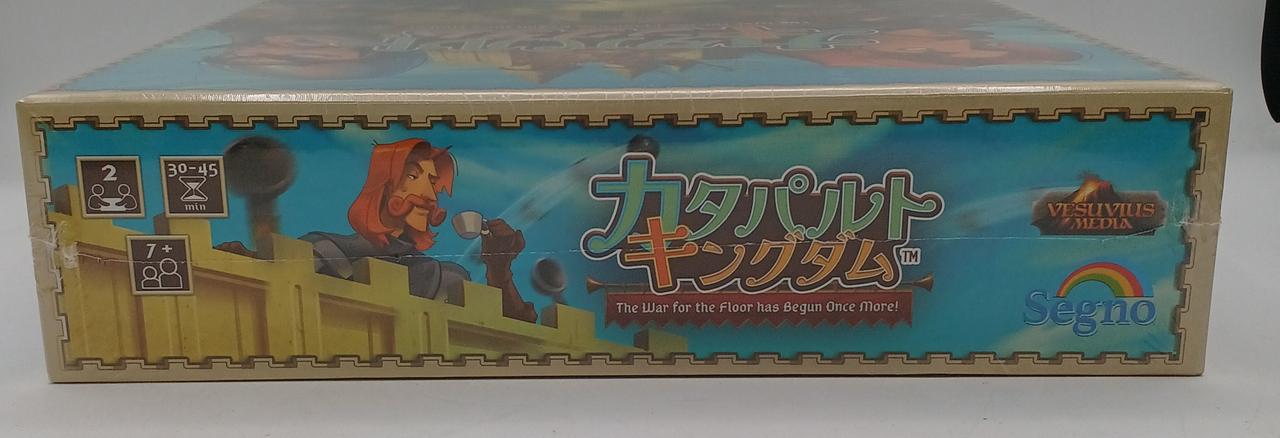 2
30-45
min
7+
カタパルト
キングダム™
The War for the Floor has Begun Once More!
VESUVIUS
MEDIA
Segno